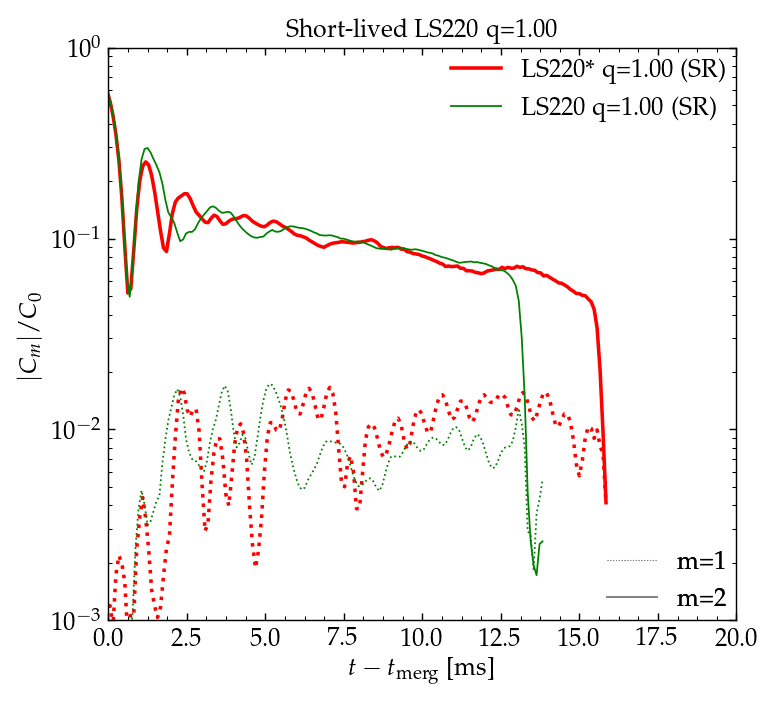 Short-lived LS220 q=1.00
LS220* q=1.00 (SR)
LS220 q=1.00 (SR)
|C_m|/C_0
10^0
10^{-1}
10^{-2}
10^{-3}
m=1
m=2
0.0 2.5 5.0 7.5 10.0 12.5 15.0 17.5 20.0
t − t_merg [ms]